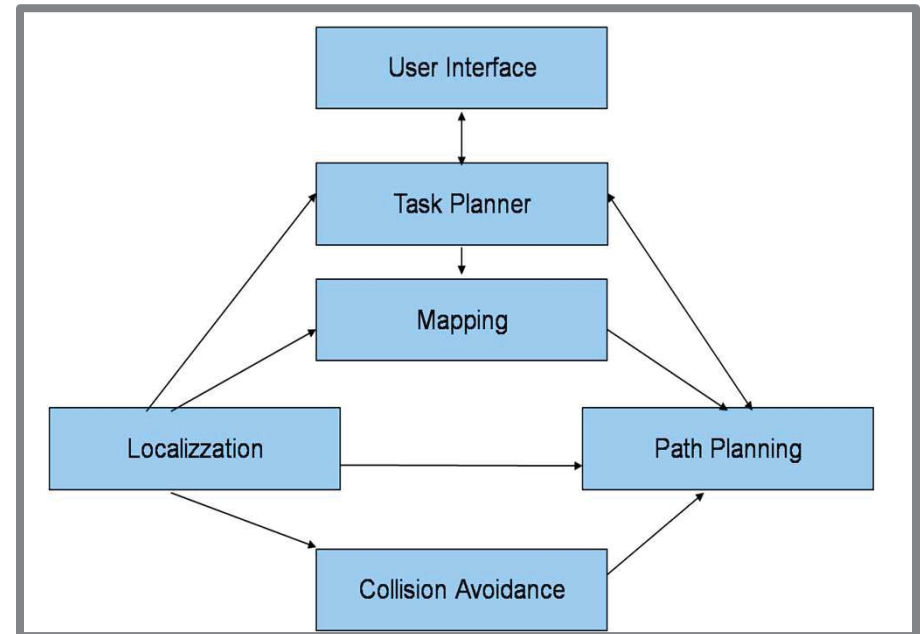 User Interface
Task Planner
Mapping
Localizzation
Path Planning
Collision Avoidance